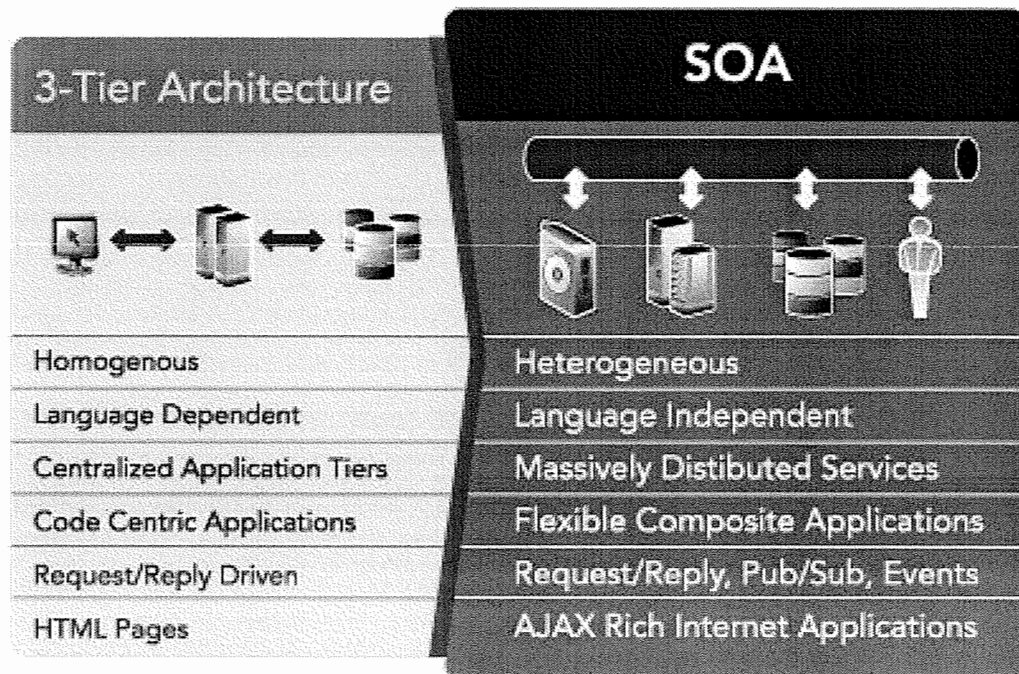 3-Tier Architecture
SOA
Homogenous
Language Dependent
Centralized Application Tiers
Code Centric Applications
Request/Reply Driven
HTML Pages
Heterogeneous
Language Independent
Massively Distibuted Services
Flexible Composite Applications
Request/Reply, Pub/Sub, Events
AJAX Rich Internet Applications